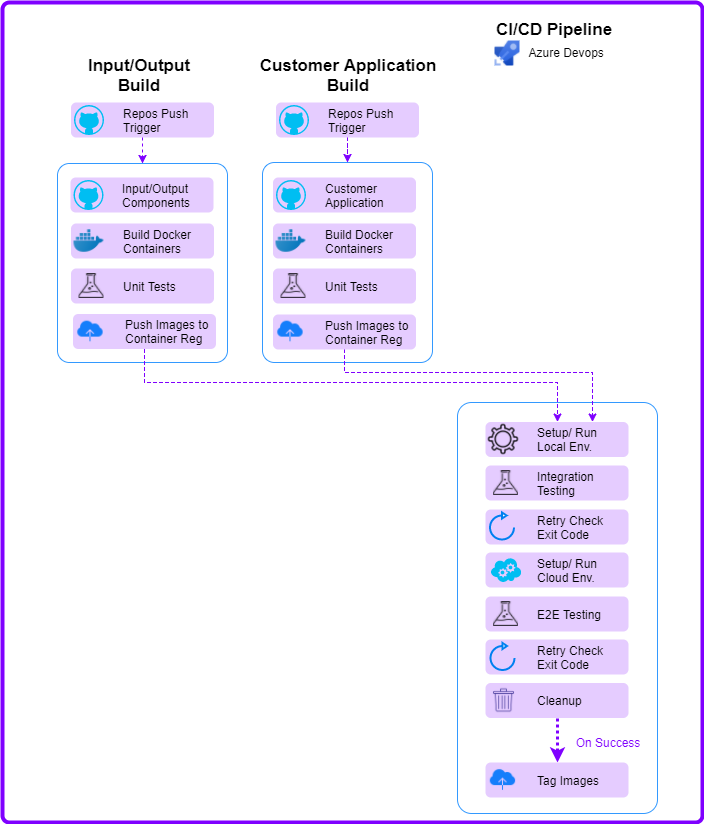 CI/CD Pipeline
Azure Devops
Input/Output
Build
Repos Push
Trigger
Input/Output
Components
Build Docker
Containers
Unit Tests
Push Images to
Container Reg
Customer Application
Build
Repos Push
Trigger
Customer
Application
Build Docker
Containers
Unit Tests
Push Images to
Container Reg
Setup/ Run
Local Env.
Integration
Testing
Retry Check
Exit Code
Setup/ Run
Cloud Env.
E2E Testing
Retry Check
Exit Code
Cleanup
On Success
Tag Images